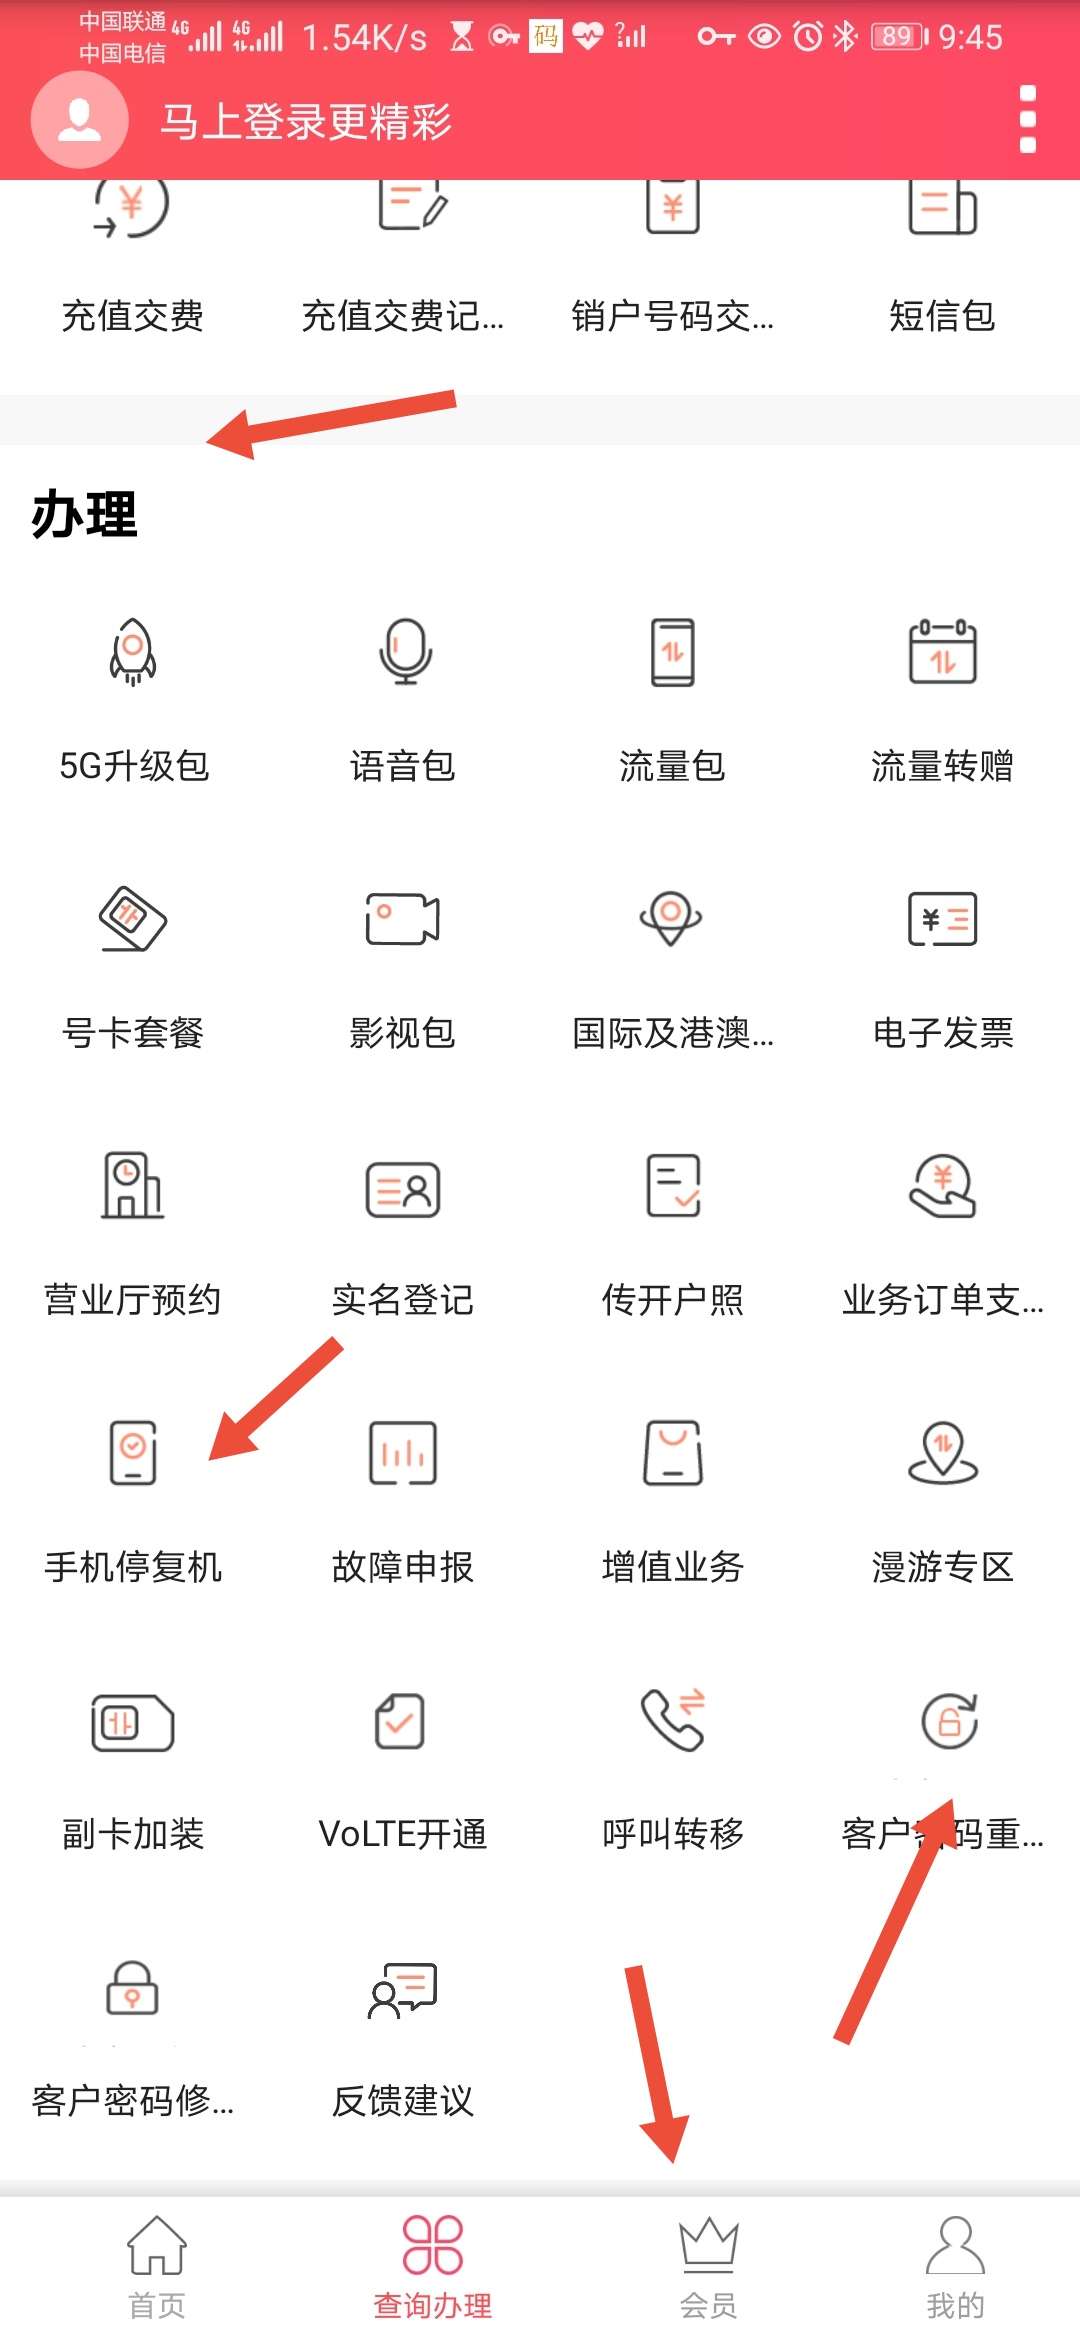 中国联通 4G 4G 1.54K/s 码 ? 89 9:45
中国电信
马上登录更精彩
充值交费 充值交费记... 销户号码交... 短信包
办理
5G升级包 语音包 流量包 流量转赠
号卡套餐 影视包 国际及港澳... 电子发票
营业厅预约 实名登记 传开户照 业务订单支...
手机停复机 故障申报 增值业务 漫游专区
副卡加装 VoLTE开通 呼叫转移 客户密码重...
客户密码修... 反馈建议
首页 查询办理 会员 我的